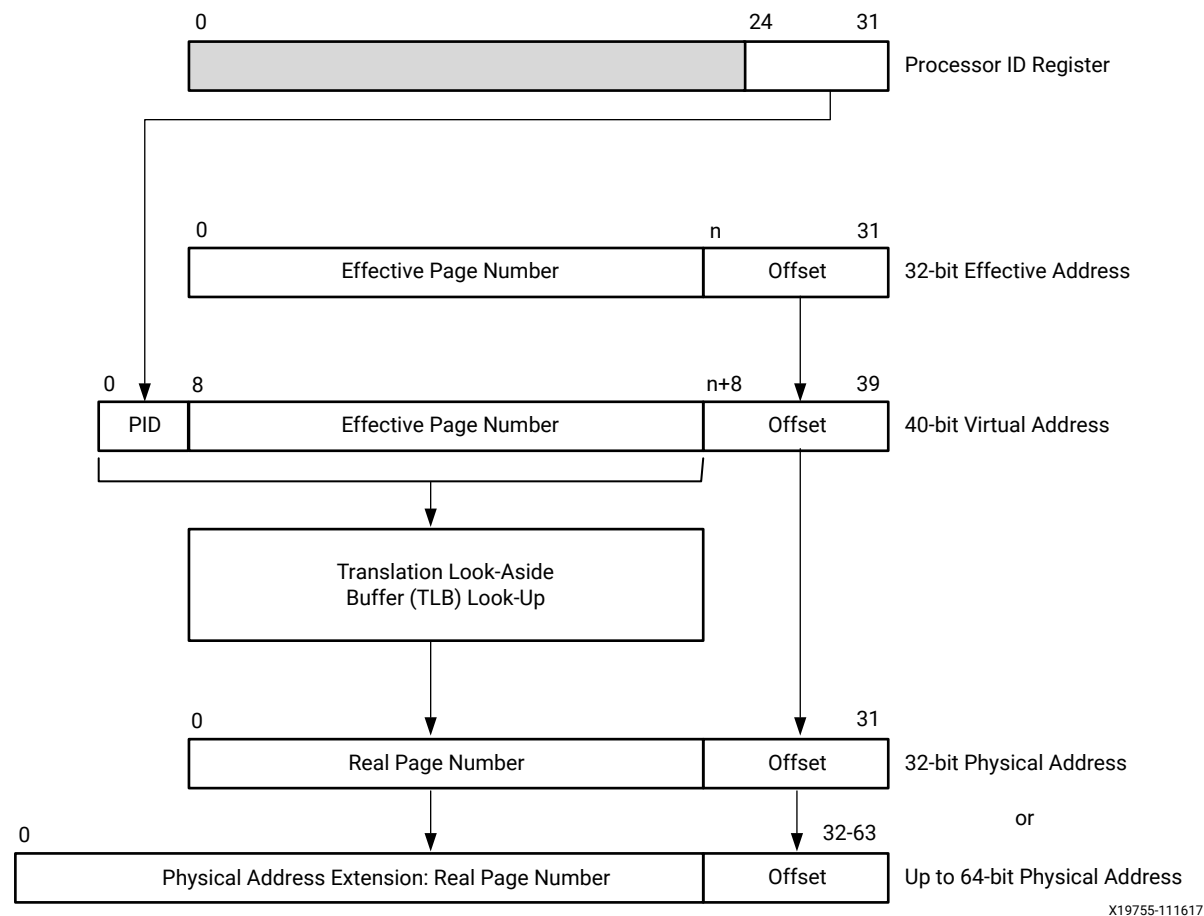 0 24 31
Processor ID Register
0 n 31
Effective Page Number Offset 32-bit Effective Address
0 8 n+8 39
PID Effective Page Number Offset 40-bit Virtual Address
Translation Look-Aside
Buffer (TLB) Look-Up
0 31
Real Page Number Offset 32-bit Physical Address
or
0 32-63
Physical Address Extension: Real Page Number Offset Up to 64-bit Physical Address
X19755-111617